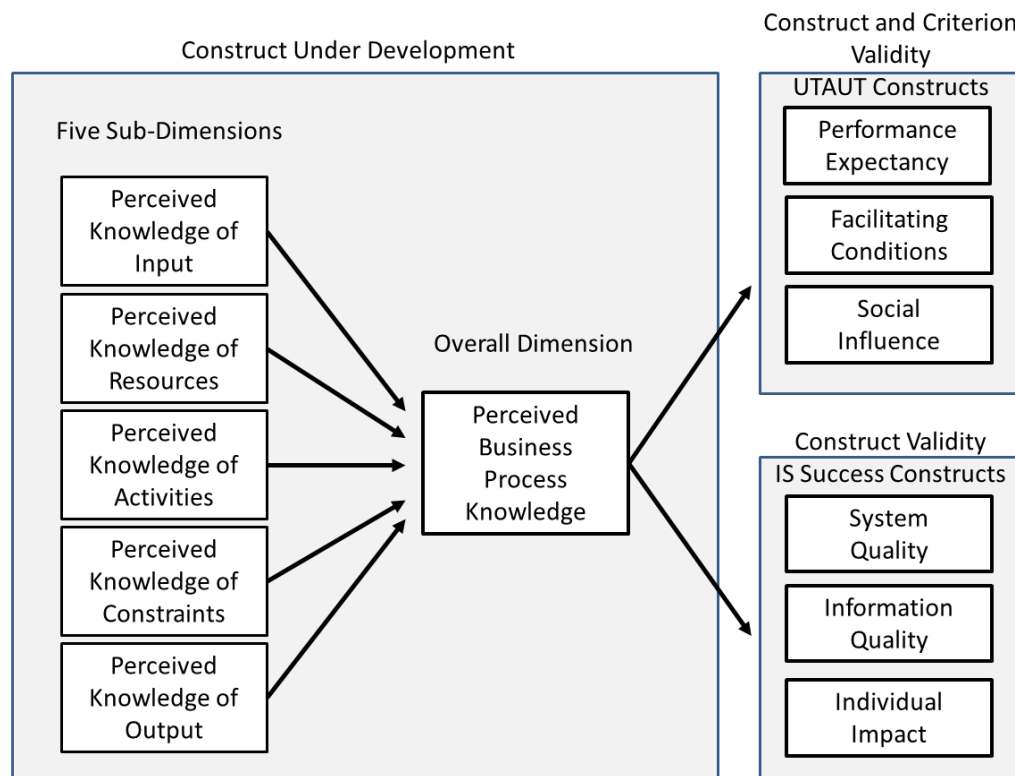 Construct Under Development
Five Sub-Dimensions
Perceived
Knowledge of
Input
Perceived
Knowledge of
Resources
Perceived
Knowledge of
Activities
Perceived
Knowledge of
Constraints
Perceived
Knowledge of
Output
Overall Dimension
Perceived
Business
Process
Knowledge
Construct and Criterion
Validity
UTAUT Constructs
Performance
Expectancy
Facilitating
Conditions
Social
Influence
Construct Validity
IS Success Constructs
System
Quality
Information
Quality
Individual
Impact